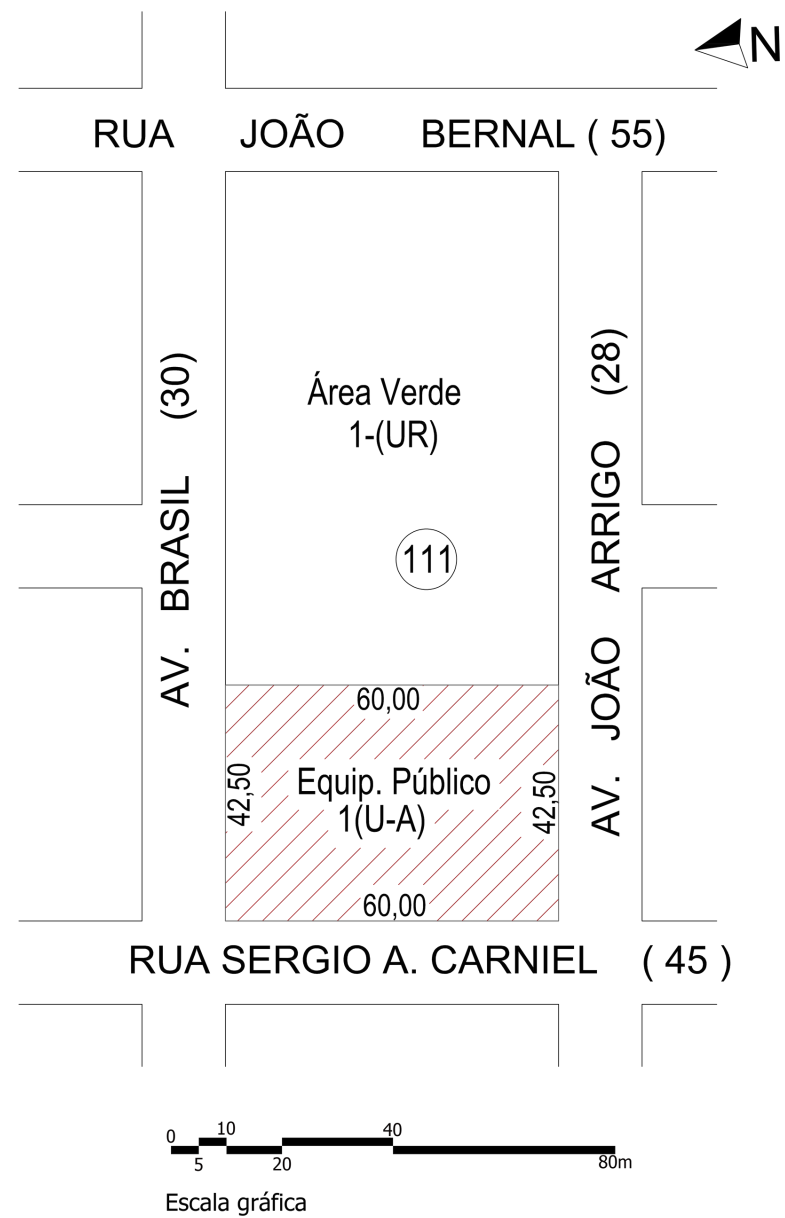 N
RUA JOÃO BERNAL ( 55)
AV. BRASIL (30)
Área Verde
1-(UR)
111
AV. JOÃO ARRIGO (28)
60,00
42,50
Equip. Público
1(U-A)
42,50
60,00
RUA SERGIO A. CARNIEL ( 45 )
0 10 40
5 20 80m
Escala gráfica